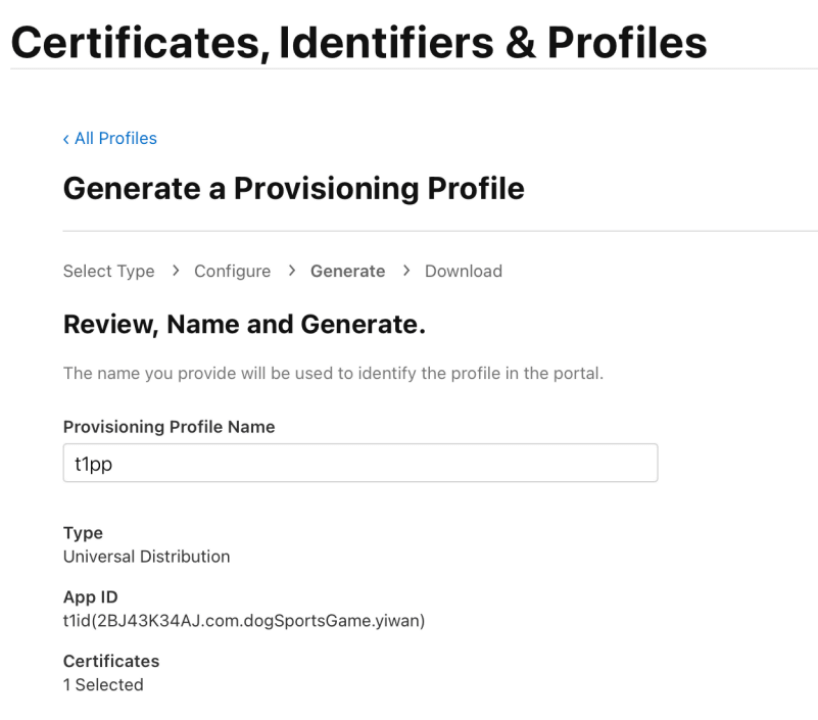 Certificates, Identifiers & Profiles
‹ All Profiles
Generate a Provisioning Profile
Select Type > Configure > Generate > Download
Review, Name and Generate.
The name you provide will be used to identify the profile in the portal.
Provisioning Profile Name
t1pp
Type
Universal Distribution
App ID
t1id(2BJ43K34AJ.com.dogSportsGame.yiwan)
Certificates
1 Selected